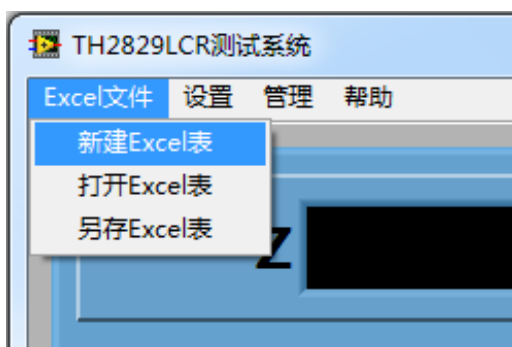 TH2829LCR测试系统
Excel文件 设置 管理 帮助
新建Excel表
打开Excel表
另存Excel表
Z